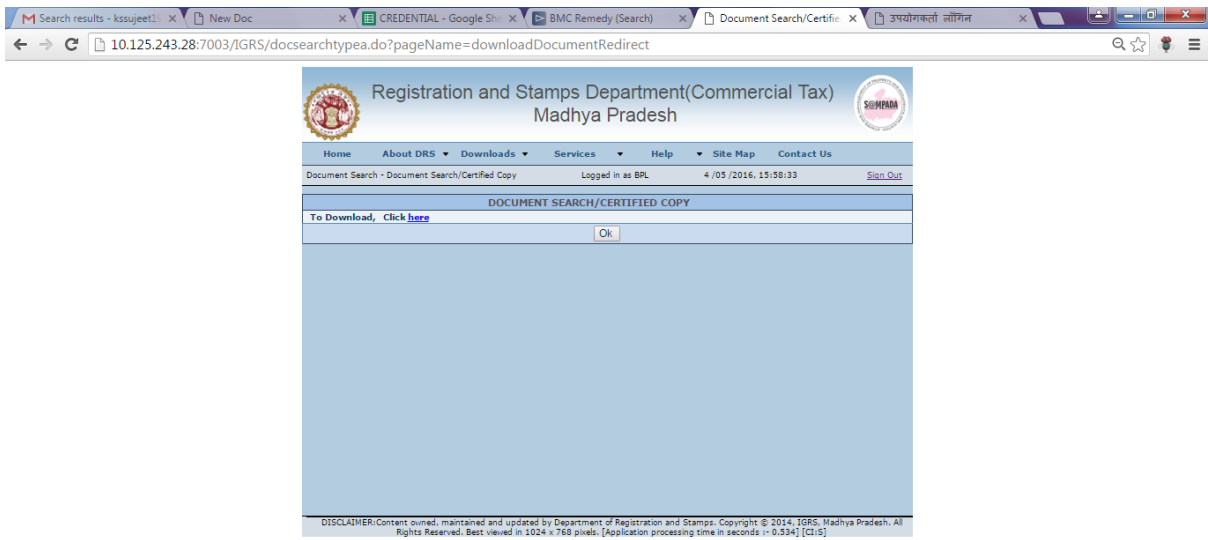 Search results - kssujeet1
New Doc
CREDENTIAL - Google She
BMC Remedy (Search)
Document Search/Certifie
उपयोगकर्ता लॉगिन
10.125.243.28:7003/IGRS/docsearchtypea.do?pageName=downloadDocumentRedirect
Registration and Stamps Department(Commercial Tax)
Madhya Pradesh
S@MPADA
Home About DRS Downloads Services Help Site Map Contact Us
Document Search - Document Search/Certified Copy Logged in as BPL 4 /05 /2016, 15:58:33 Sign Out
DOCUMENT SEARCH/CERTIFIED COPY
To Download, Click here
Ok
DISCLAIMER:Content owned, maintained and updated by Department of Registration and Stamps. Copyright © 2014, IGRS, Madhya Pradesh. All
Rights Reserved. Best viewed in 1024 x 768 pixels. [Application processing time in seconds :- 0.534] [CI:S]